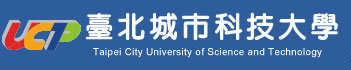 臺北城市科技大學
Taipei City University of Science and Technology